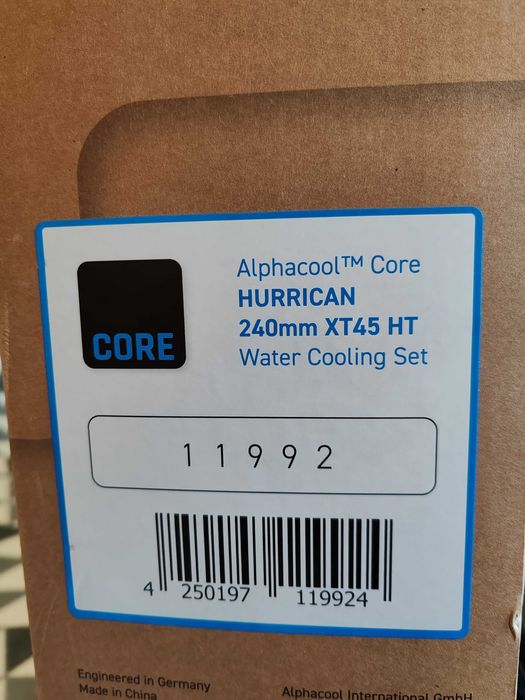 CORE
Alphacool™ Core
HURRICAN
240mm XT45 HT
Water Cooling Set
11992
4 250197 119924
Engineered in Germany
Made in China
Alphacool International GmbH